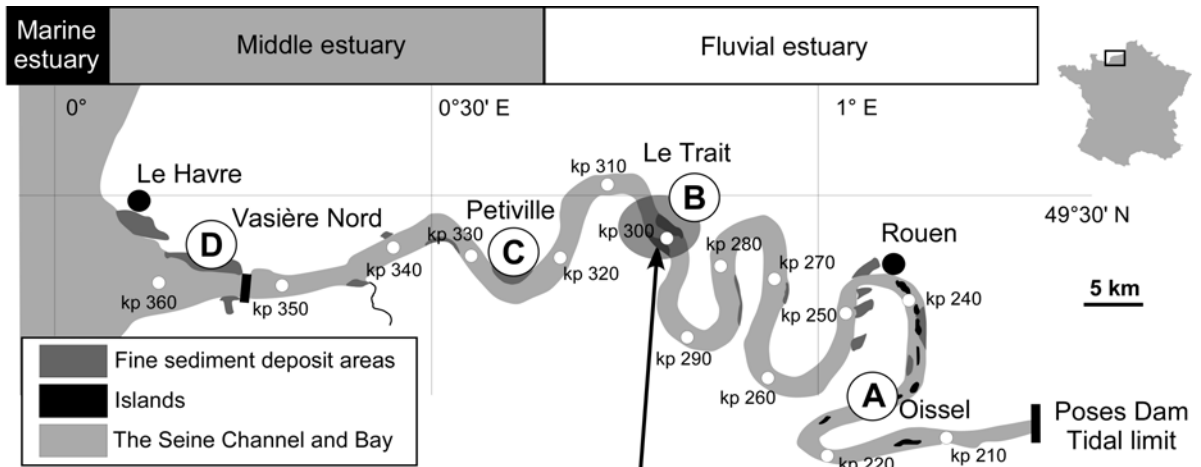 Marine
estuary
Middle estuary
Fluvial estuary
0°
0°30' E
1° E
49°30' N
Le Havre
Vasière Nord
D
kp 360
kp 350
kp 340
kp 330
Petiville
C
kp 320
kp 310
Le Trait
B
kp 300
kp 290
kp 280
kp 270
kp 260
kp 250
Rouen
kp 240
A
Oissel
kp 220
kp 210
Poses Dam
Tidal limit
5 km
Fine sediment deposit areas
Islands
The Seine Channel and Bay